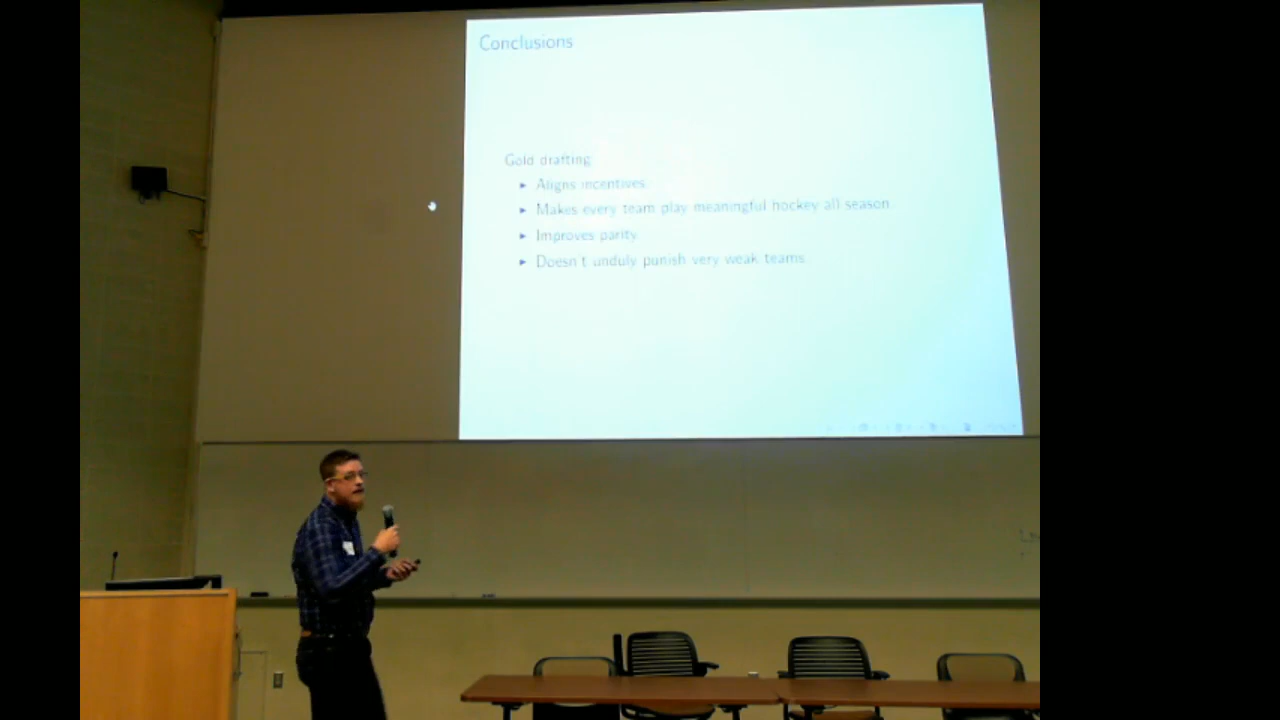 Conclusions
Gold drafting
▶ Aligns incentives.
▶ Makes every team play meaningful hockey all season.
▶ Improves parity.
▶ Doesn't unduly punish very weak teams.